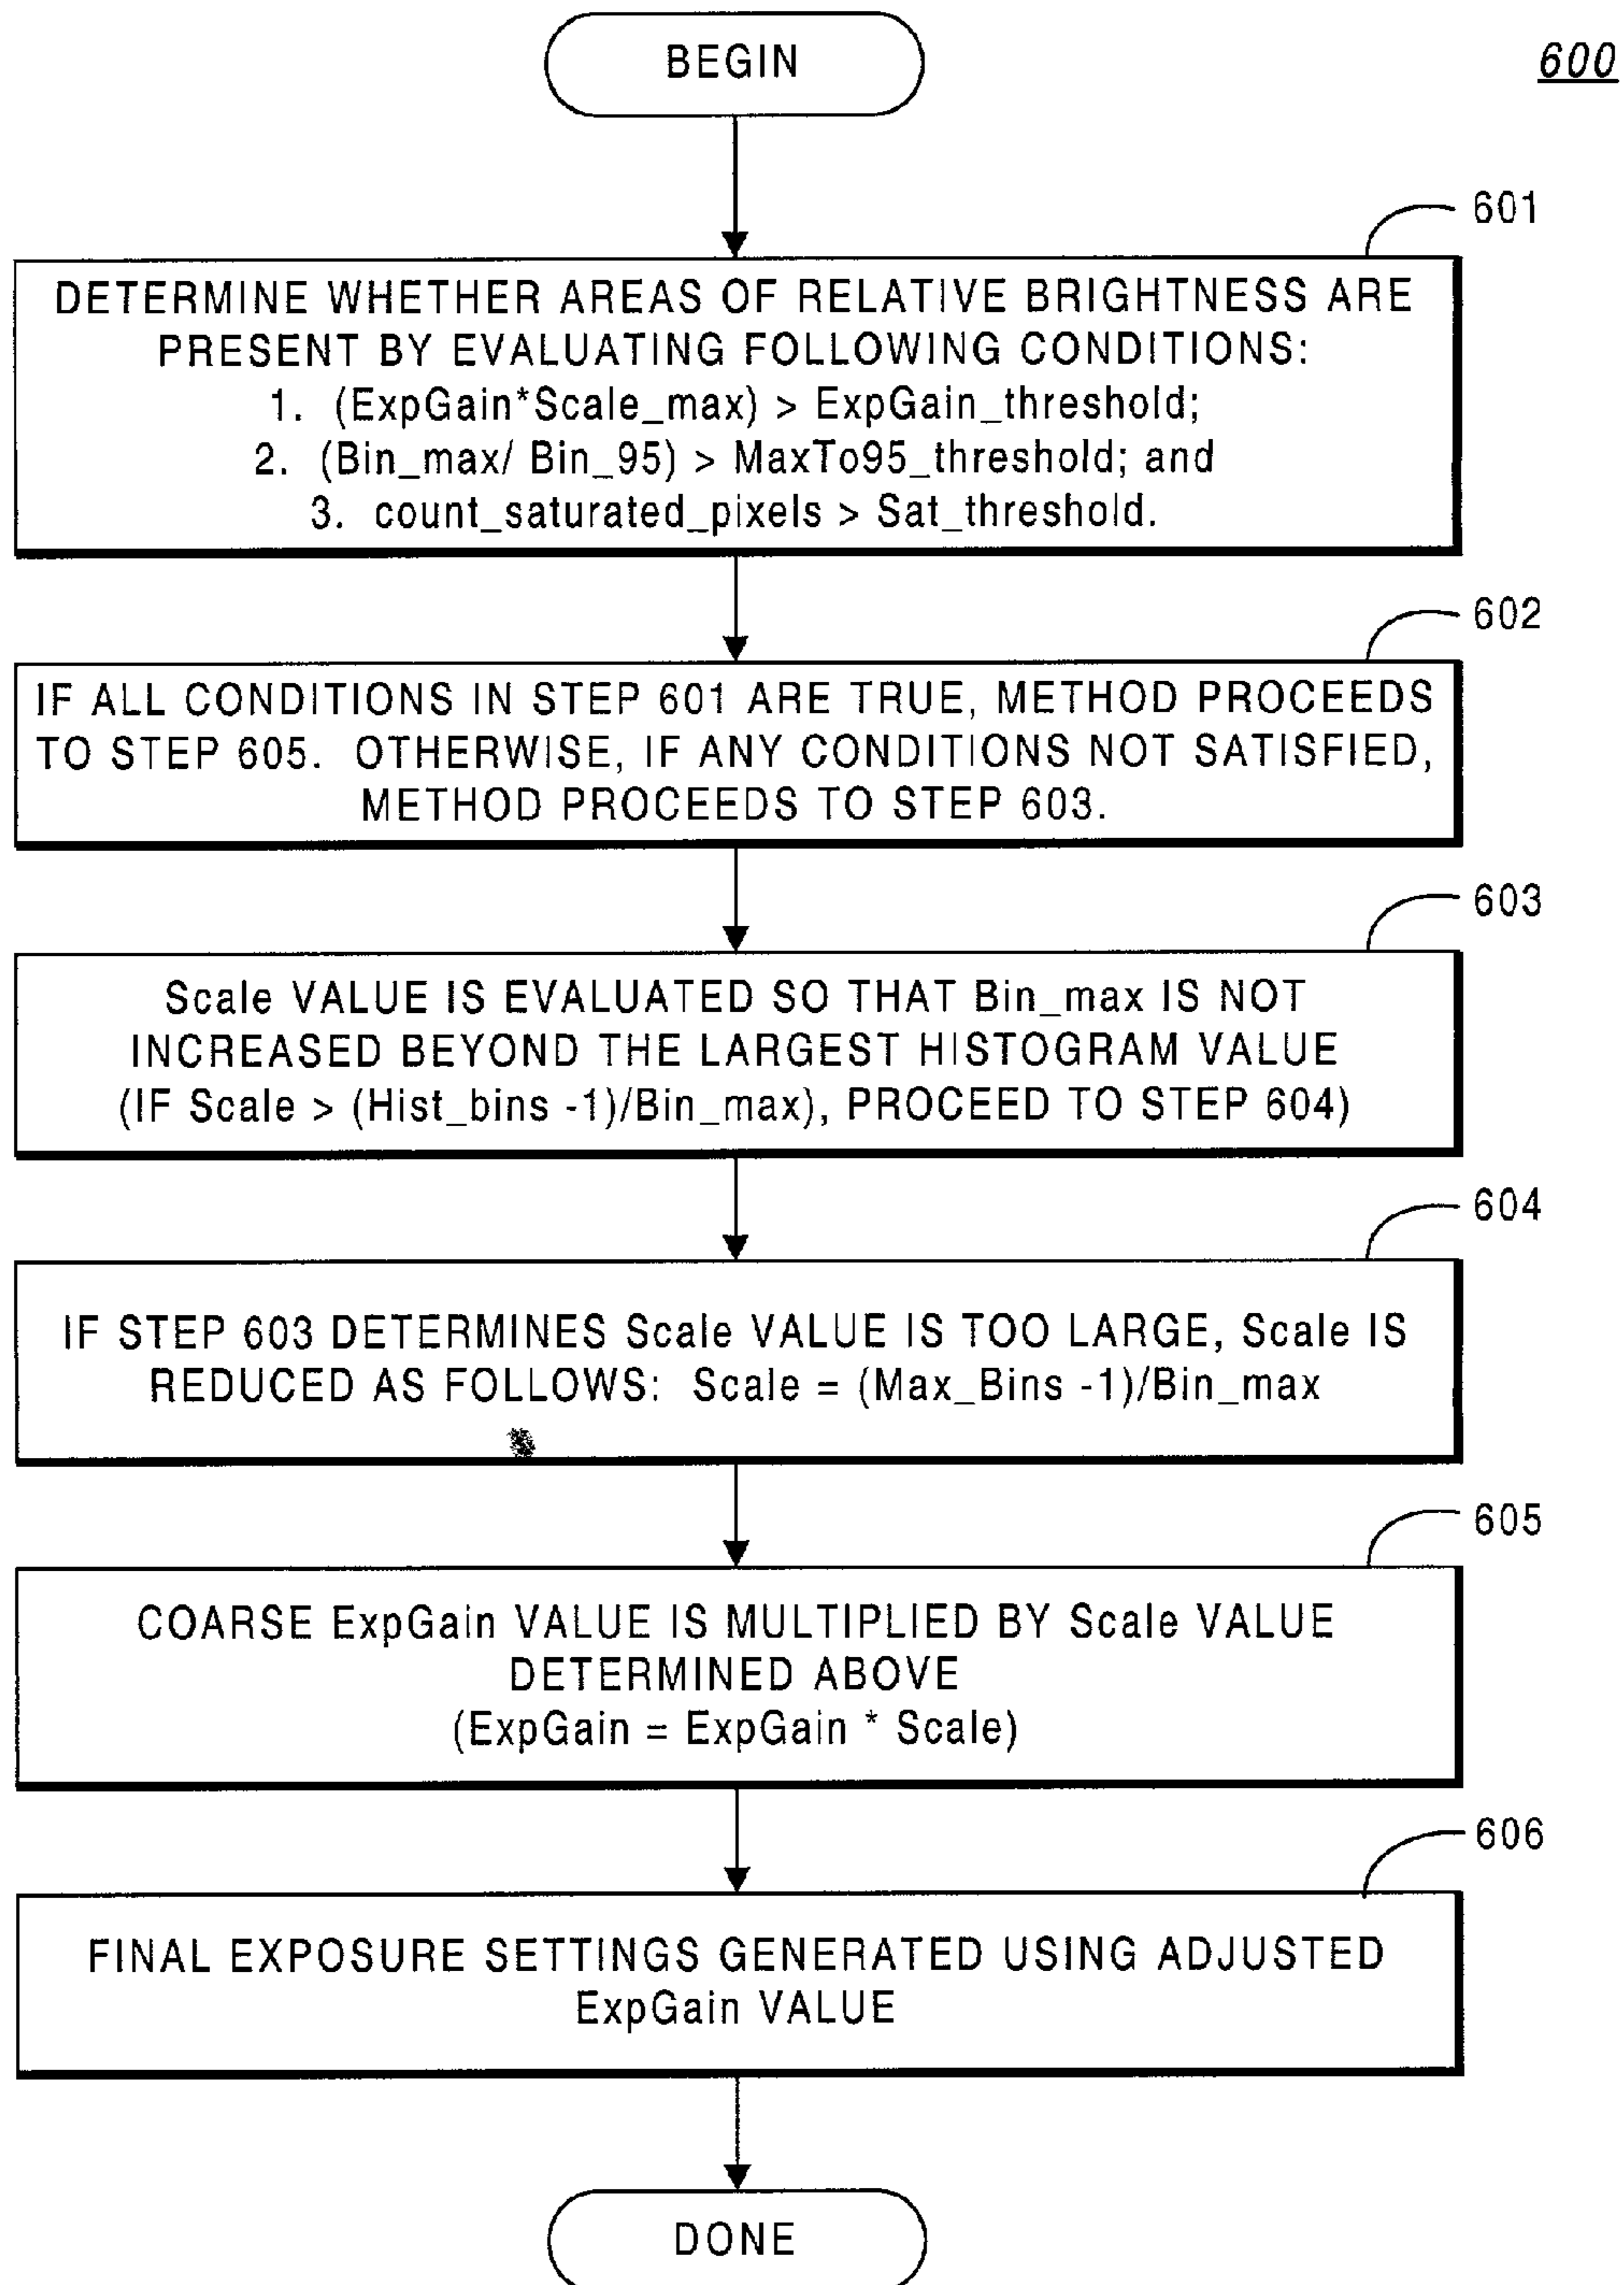 BEGIN
600
601
DETERMINE WHETHER AREAS OF RELATIVE BRIGHTNESS ARE
PRESENT BY EVALUATING FOLLOWING CONDITIONS:
1. (ExpGain*Scale_max) > ExpGain_threshold;
2. (Bin_max/ Bin_95) > MaxTo95_threshold; and
3. count_saturated_pixels > Sat_threshold.
602
IF ALL CONDITIONS IN STEP 601 ARE TRUE, METHOD PROCEEDS
TO STEP 605. OTHERWISE, IF ANY CONDITIONS NOT SATISFIED,
METHOD PROCEEDS TO STEP 603.
603
Scale VALUE IS EVALUATED SO THAT Bin_max IS NOT
INCREASED BEYOND THE LARGEST HISTOGRAM VALUE
(IF Scale > (Hist_bins -1)/Bin_max), PROCEED TO STEP 604)
604
IF STEP 603 DETERMINES Scale VALUE IS TOO LARGE, Scale IS
REDUCED AS FOLLOWS: Scale = (Max_Bins -1)/Bin_max
605
COARSE ExpGain VALUE IS MULTIPLIED BY Scale VALUE
DETERMINED ABOVE
(ExpGain = ExpGain * Scale)
606
FINAL EXPOSURE SETTINGS GENERATED USING ADJUSTED
ExpGain VALUE
DONE